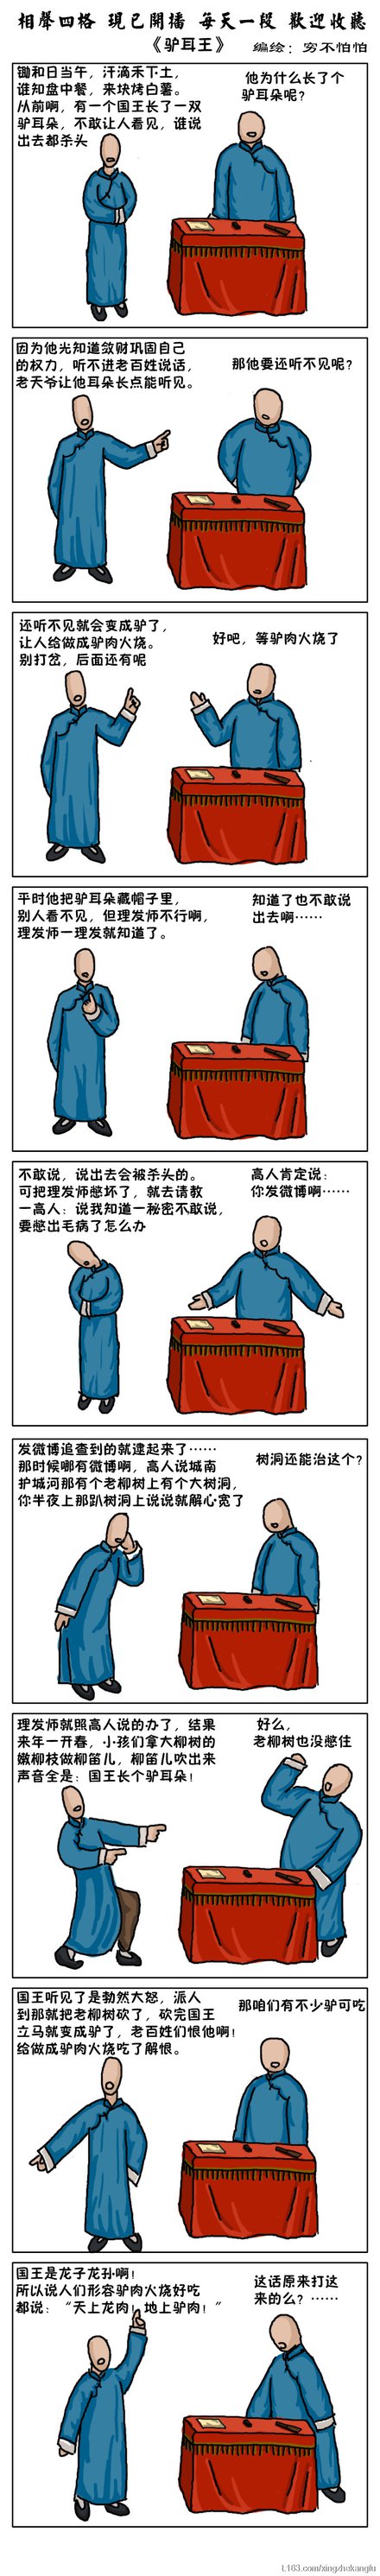 相聲四格 現已開播 每天一段 歡迎收聽
《驴耳王》 编绘：穷不怕怕
锄和日当午，汗滴禾下土，
谁知盘中餐，来块烤白薯。
从前啊，有一个国王长了一双
驴耳朵，不敢让人看见，谁说
出去都杀头
他为什么长了个
驴耳朵呢？
因为他光知道敛财巩固自己
的权力，听不进老百姓说话，
老天爷让他耳朵长点能听见。
那他要还听不见呢？
还听不见就会变成驴了，
让人给做成驴肉火烧。
别打岔，后面还有呢
好吧，等驴肉火烧了
平时他把驴耳朵藏帽子里，
别人看不见，但理发师不行啊，
理发师一理发就知道了。
知道了也不敢说
出去啊……
不敢说，说出去会被杀头的。
可把理发师憋坏了，就去请教
一高人：说我知道一秘密不敢说，
要憋出毛病了怎么办
高人肯定说：
你发微博啊……
发微博追查到的就逮起来了……
那时候哪有微博啊，高人说城南
护城河那有个老柳树上有个大树洞，
你半夜上那趴树洞上说说就解心宽了
树洞还能治这个？
理发师就照高人说的办了，结果
来年一开春，小孩们拿大柳树的
嫩柳枝做柳笛儿，柳笛儿吹出来
声音全是：国王长个驴耳朵！
好么，
老柳树也没憋住
国王听见了是勃然大怒，派人
到那就把老柳树砍了，砍完国王
立马就变成驴了，老百姓们恨他啊！
给做成驴肉火烧吃了解恨。
那咱们有不少驴可吃
国王是龙子龙孙啊！
所以说人们形容驴肉火烧好吃
都说：“天上龙肉！地上驴肉！”
这话原来打这
来的么？……
t.163.com/xingzhekangfu